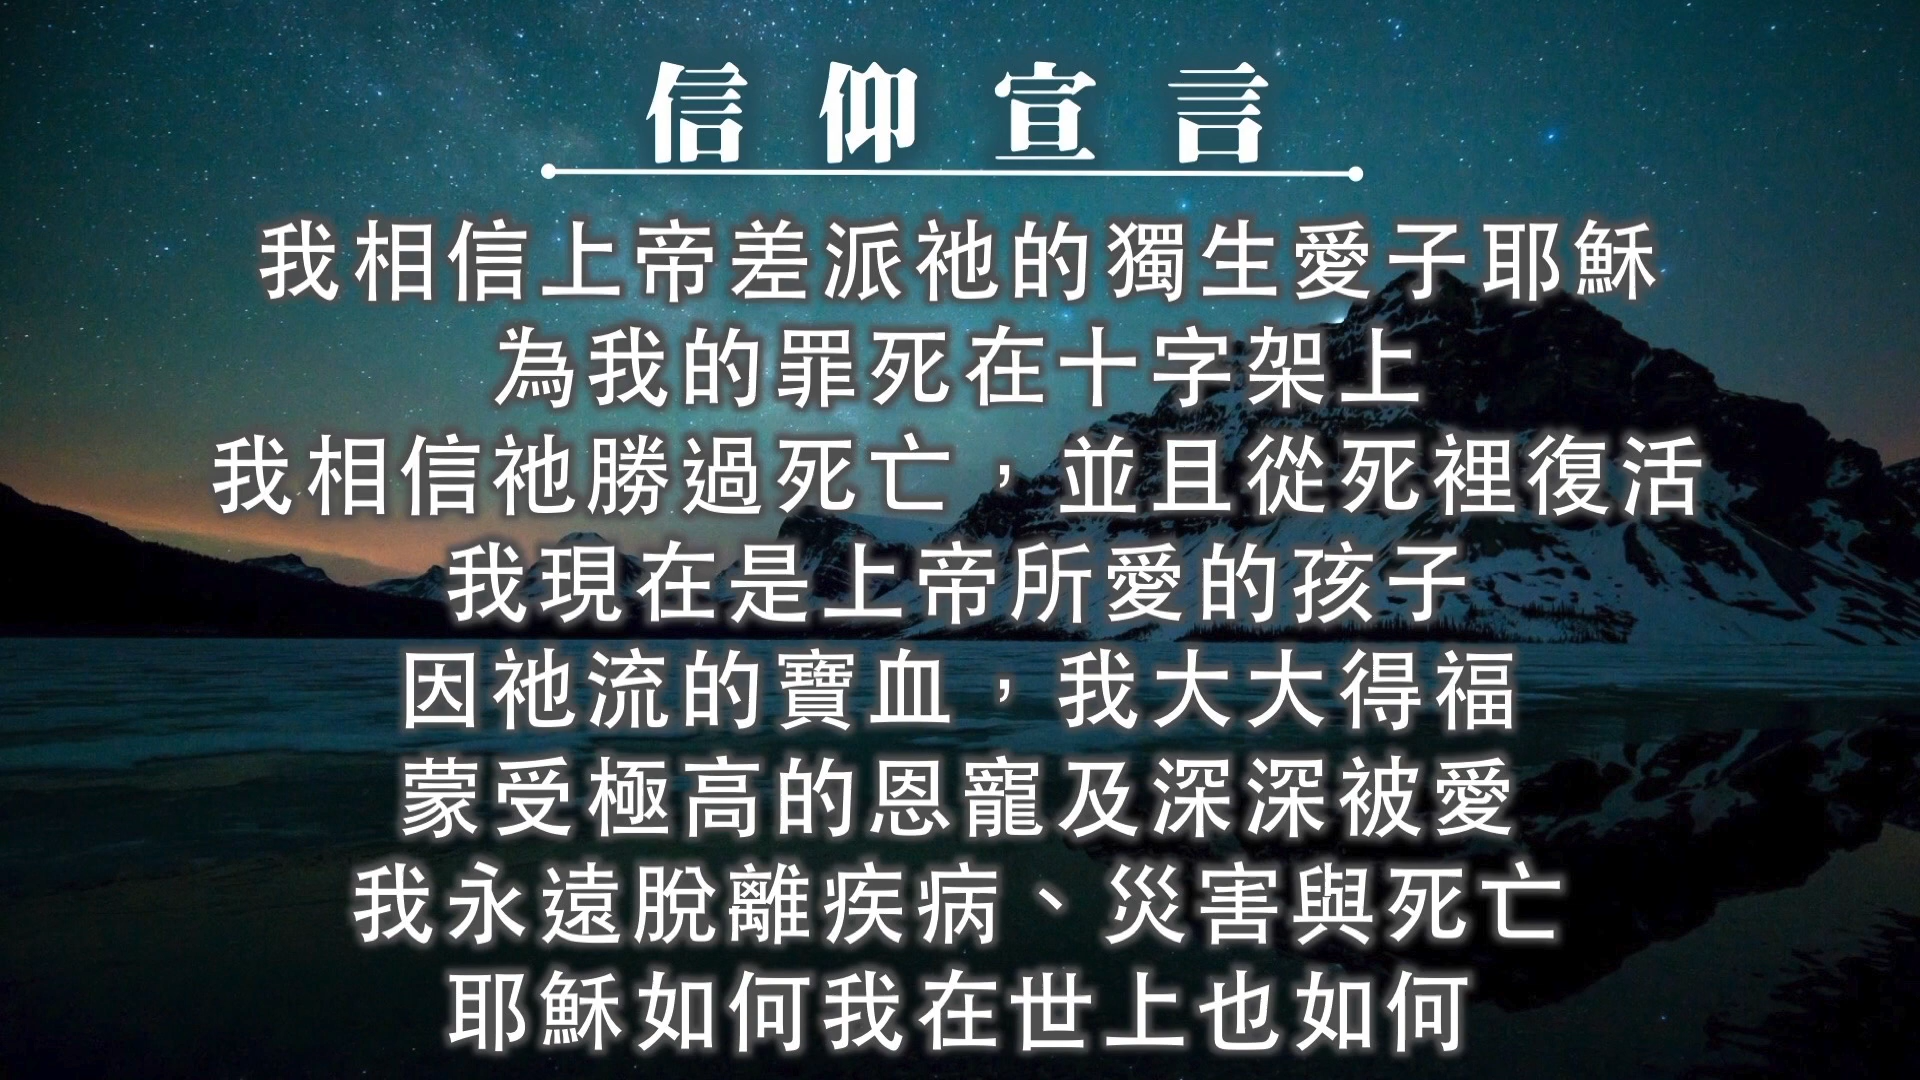 信仰宣言
我相信上帝差派祂的獨生愛子耶穌
為我的罪死在十字架上
我相信祂勝過死亡，並且從死裡復活
我現在是上帝所愛的孩子
因祂流的寶血，我大大得福
蒙受極高的恩寵及深深被愛
我永遠脫離疾病、災害與死亡
耶穌如何我在世上也如何